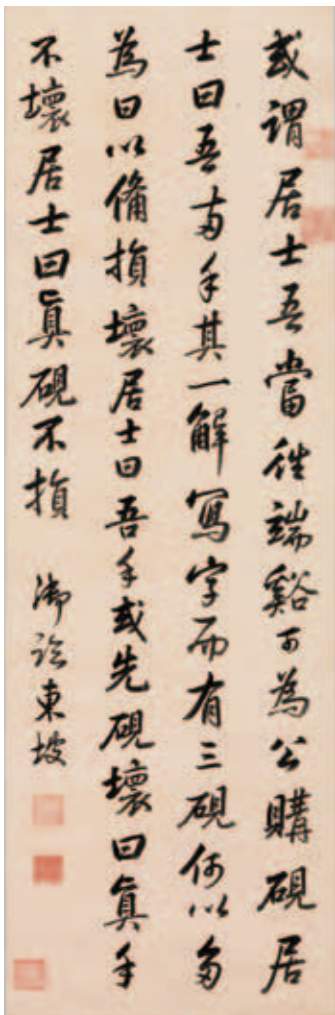 或謂居士吾當往端谿可為公購硯居
士曰吾兩手其一解寫字而有三硯何以多
為曰以備損壞居士曰吾手或先硯壞曰真手
不壞居士曰真硯不損 御臨東坡